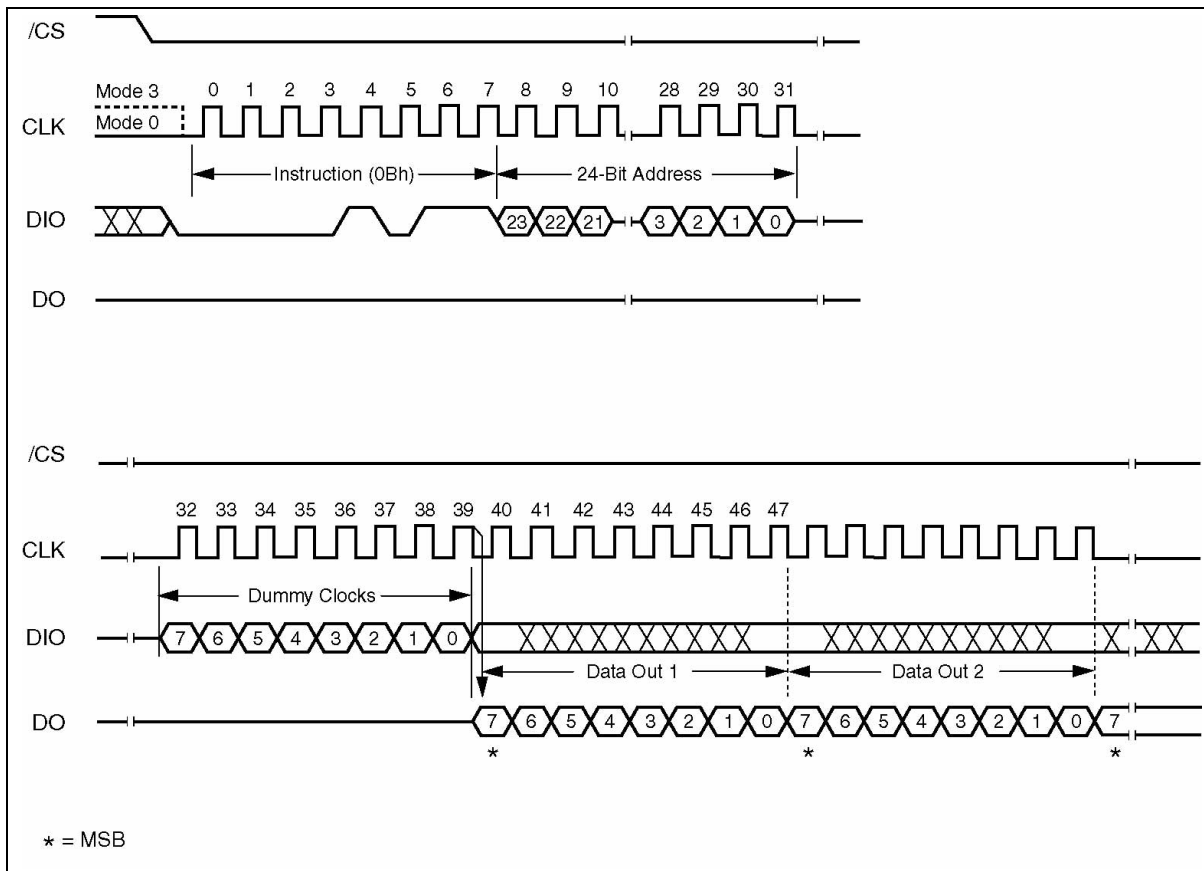 /CS
Mode 3 0 1 2 3 4 5 6 7 8 9 10 28 29 30 31
CLK Mode 0
Instruction (0Bh) 24-Bit Address
DIO 23 22 21 3 2 1 0
DO
/CS
32 33 34 35 36 37 38 39 40 41 42 43 44 45 46 47
CLK
Dummy Clocks
DIO 7 6 5 4 3 2 1 0
Data Out 1 Data Out 2
DO 7 6 5 4 3 2 1 0 7 6 5 4 3 2 1 0 7
* * *
* = MSB